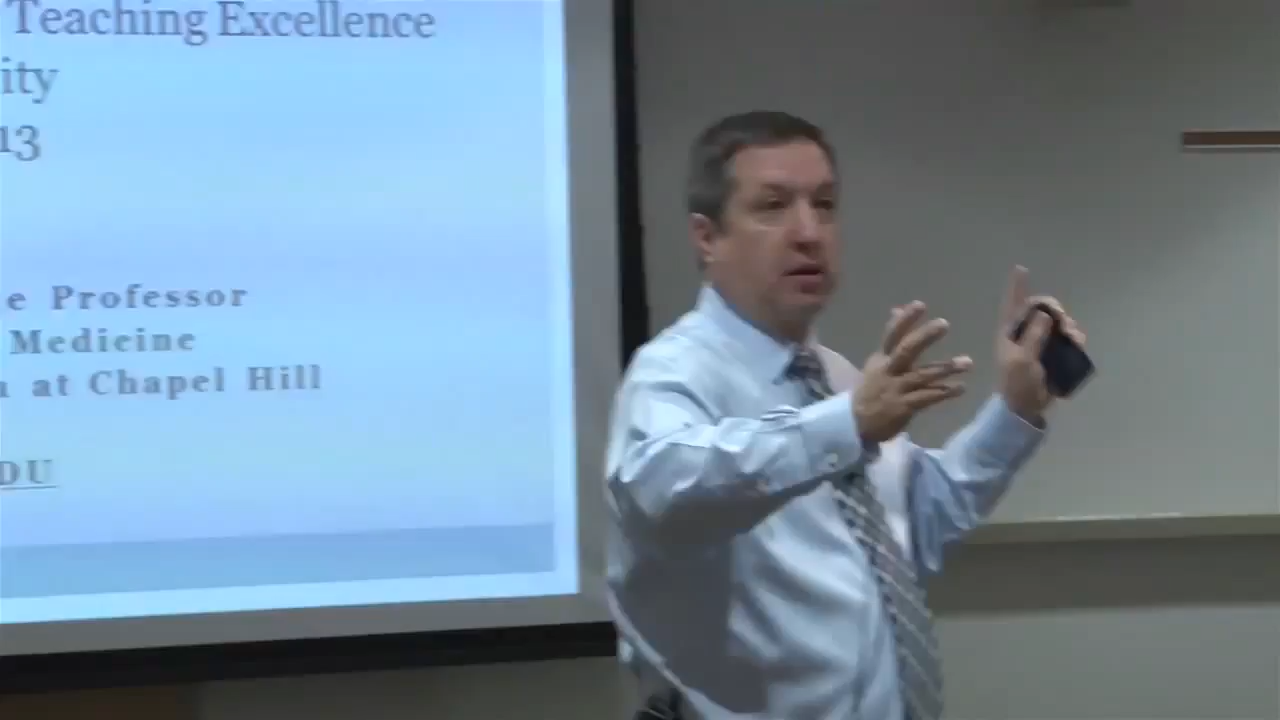 Teaching Excellence
ity
13
e Professor
Medicine
at Chapel Hill
DU